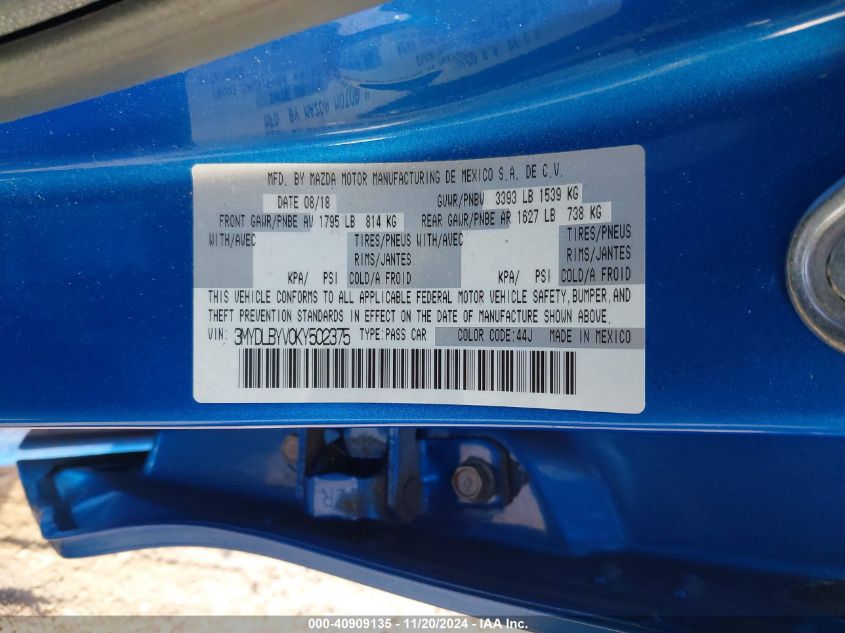 MFD. BY MAZDA MOTOR MANUFACTURING DE MEXICO S.A. DE C.V.
DATE 08/18 GVWR/PNBV 3393 LB 1539 KG
FRONT GAWR/PNBE AV 1795 LB 814 KG REAR GAWR/PNBE AR 1627 LB 738 KG
WITH/AVEC TIRES/PNEUS WITH/AVEC TIRES/PNEUS
RIMS/JANTES RIMS/JANTES
KPA/ PSI COLD/A FROID KPA/ PSI COLD/A FROID
THIS VEHICLE CONFORMS TO ALL APPLICABLE FEDERAL MOTOR VEHICLE SAFETY, BUMPER, AND
THEFT PREVENTION STANDARDS IN EFFECT ON THE DATE OF MANUFACTURE SHOWN ABOVE.
VIN: 3MYDLBYV0KY502375 TYPE: PASS CAR COLOR CODE: 44J MADE IN MEXICO
000-40909135 - 11/20/2024 - IAA Inc.